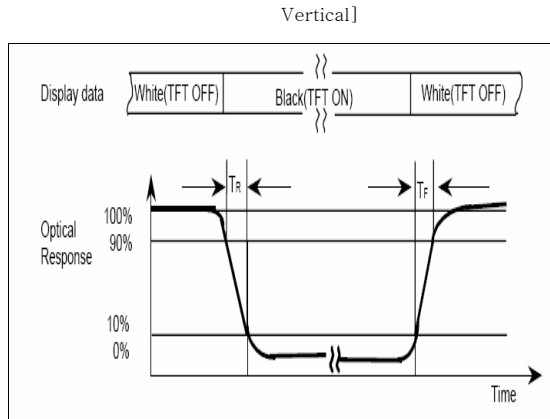 Vertical]
Display data White(TFT OFF) Black(TFT ON) White(TFT OFF)
TR TF
100%
Optical
Response
90%
10%
0%
Time